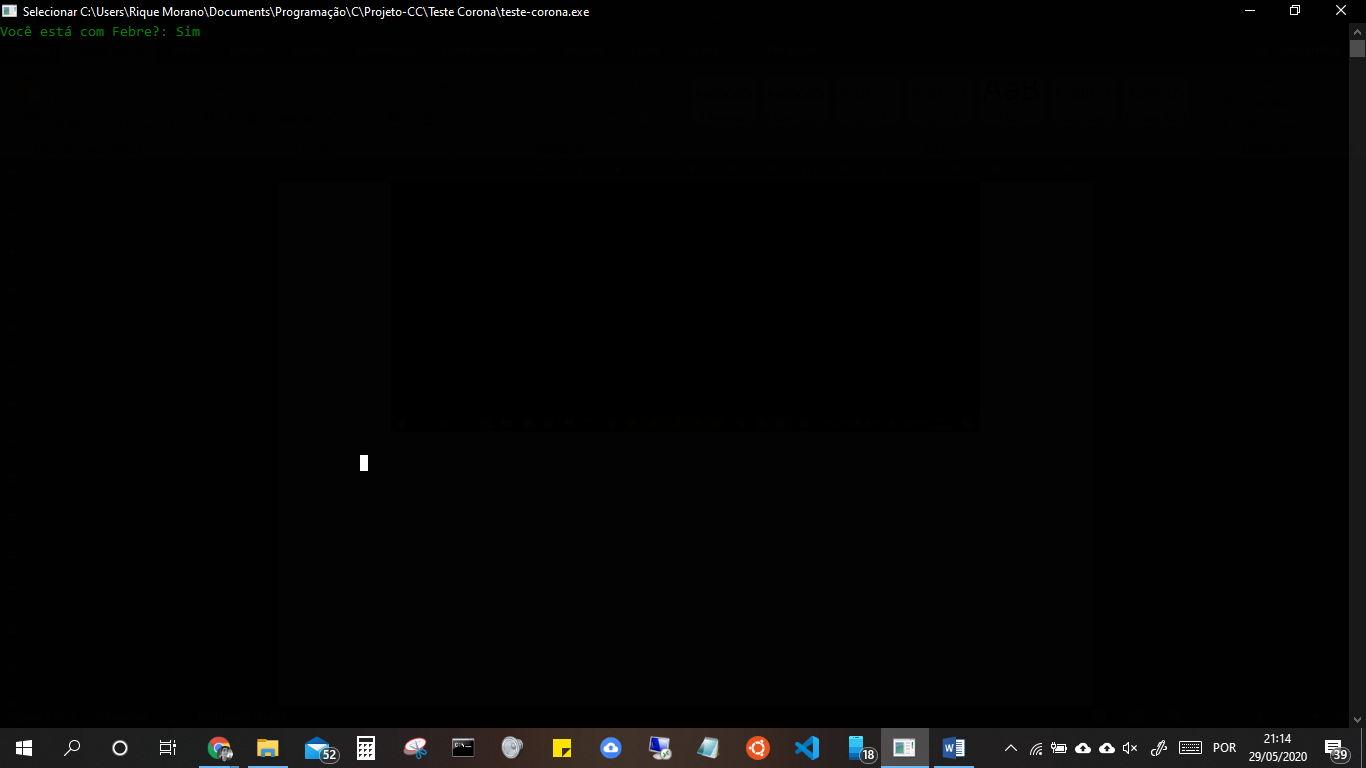 Selecionar C:\Users\Rique Morano\Documents\Programação\C\Projeto-CC\Teste Corona\teste-corona.exe
Você está com Febre?: Sim
52
18
POR
21:14
29/05/2020
39